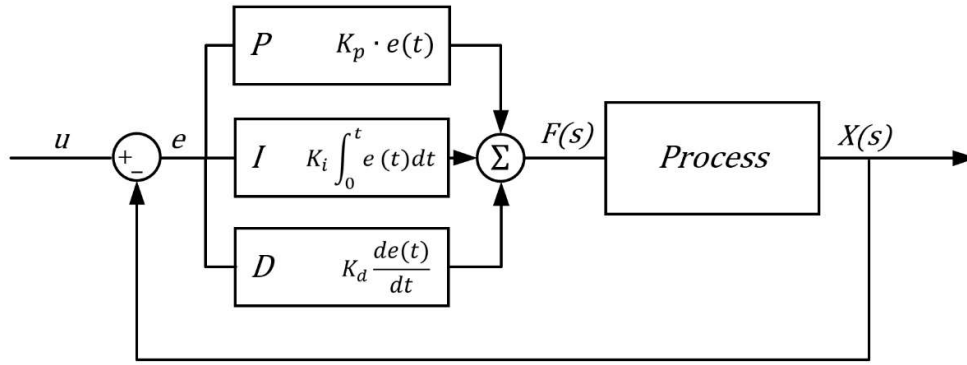 P K_p · e(t)
u
+
−
e
I K_i ∫_0^t e (t)dt
Σ
F(s)
Process
X(s)
D K_d de(t)/dt